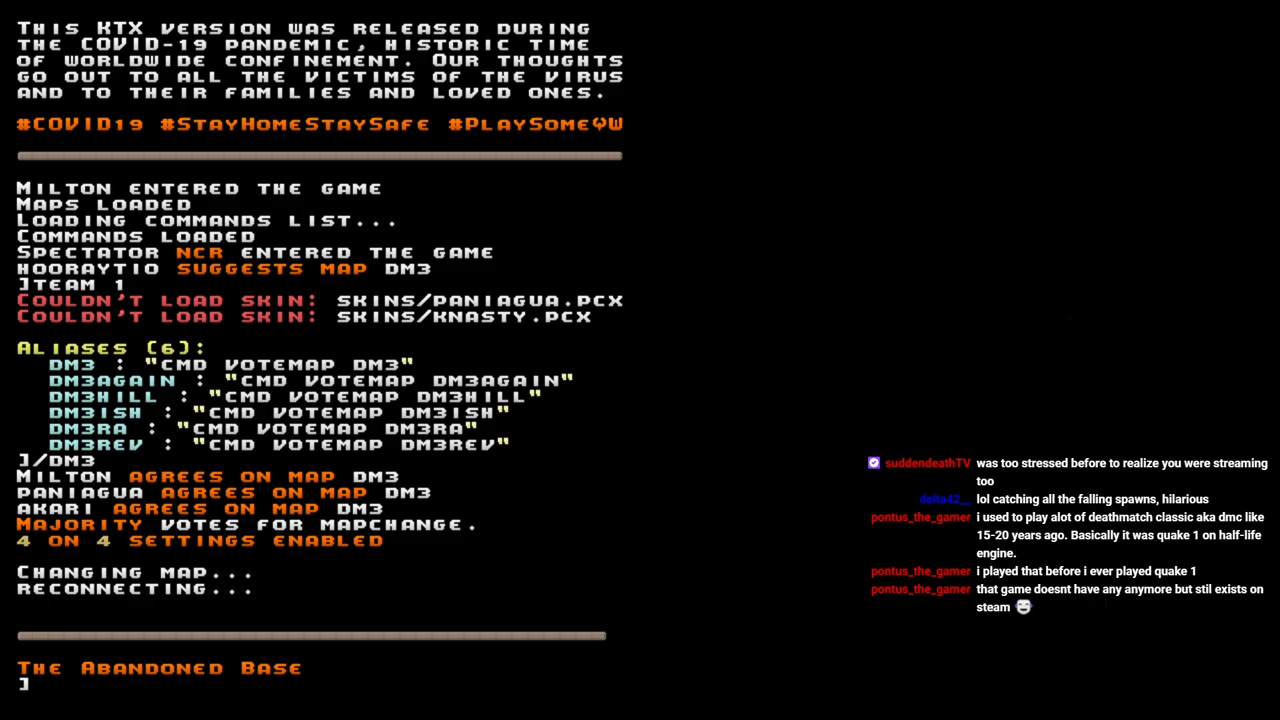 This KTX version was released during
the COVID-19 pandemic, historic time
of worldwide confinement. Our thoughts
go out to all the victims of the virus
and to their families and loved ones.
#COVID19 #StayHomeStaySafe #PlaySomeQW
Milton entered the game
Maps loaded
Loading commands list...
Commands loaded
Spectator ncr entered the game
hooraytio suggests map dm3
]team 1
Couldn't load skin: skins/paniagua.pcx
Couldn't load skin: skins/knasty.pcx
Aliases (6):
dm3 : "cmd votemap dm3"
dm3again : "cmd votemap dm3again"
dm3hill : "cmd votemap dm3hill"
dm3ish : "cmd votemap dm3ish"
dm3ra : "cmd votemap dm3ra"
dm3rev : "cmd votemap dm3rev"
]/dm3
Milton agrees on map dm3
paniagua agrees on map dm3
akari agrees on map dm3
Majority votes for mapchange.
4 on 4 settings enabled
Changing map...
reconnecting...
The Abandoned Base
]
suddendeathTV was too stressed before to realize you were streaming
too
delta42__ lol catching all the falling spawns, hilarious
pontus_the_gamer i used to play alot of deathmatch classic aka dmc like
15-20 years ago. Basically it was quake 1 on half-life
engine.
pontus_the_gamer i played that before i ever played quake 1
pontus_the_gamer that game doesnt have any anymore but stil exists on
steam